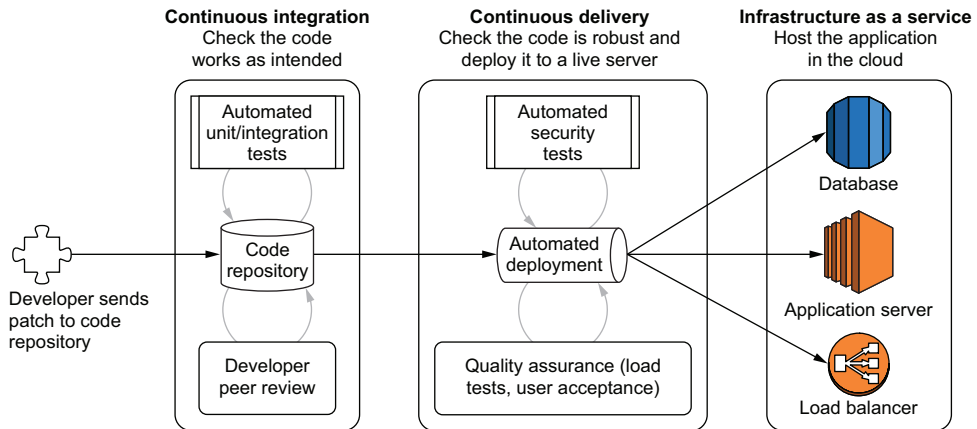 Continuous integration
Check the code
works as intended
Continuous delivery
Check the code is robust and
deploy it to a live server
Infrastructure as a service
Host the application
in the cloud
Automated
unit/integration
tests
Automated
security
tests
Database
Developer sends
patch to code
repository
Code
repository
Automated
deployment
Application server
Developer
peer review
Quality assurance (load
tests, user acceptance)
Load balancer